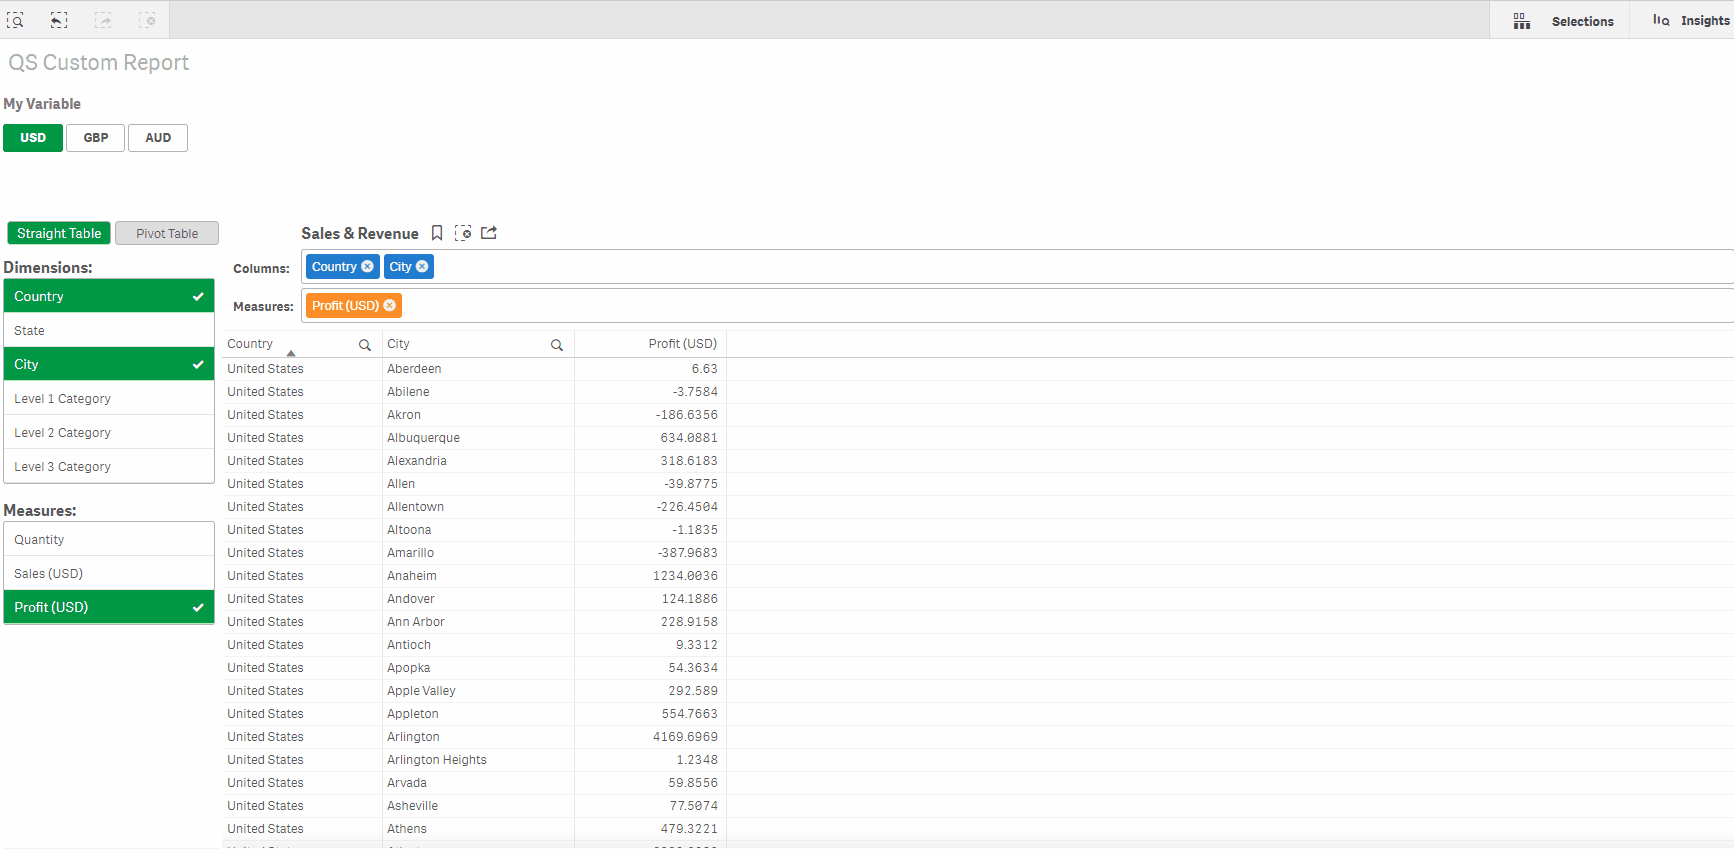 Selections Insights
QS Custom Report
My Variable
USD GBP AUD
Straight Table Pivot Table
Sales & Revenue
Dimensions:
Columns: Country City
Measures: Profit (USD)
Country
State
City
Level 1 Category
Level 2 Category
Level 3 Category
Measures:
Quantity
Sales (USD)
Profit (USD)
Country City Profit (USD)
United States Aberdeen 6.63
United States Abilene -3.7584
United States Akron -186.6356
United States Albuquerque 634.0881
United States Alexandria 318.6183
United States Allen -39.8775
United States Allentown -226.4504
United States Altoona -1.1835
United States Amarillo -387.9683
United States Anaheim 1234.0036
United States Andover 124.1886
United States Ann Arbor 228.9158
United States Antioch 9.3312
United States Apopka 54.3634
United States Apple Valley 292.589
United States Appleton 554.7663
United States Arlington 4169.6969
United States Arlington Heights 1.2348
United States Arvada 59.8556
United States Asheville 77.5074
United States Athens 479.3221